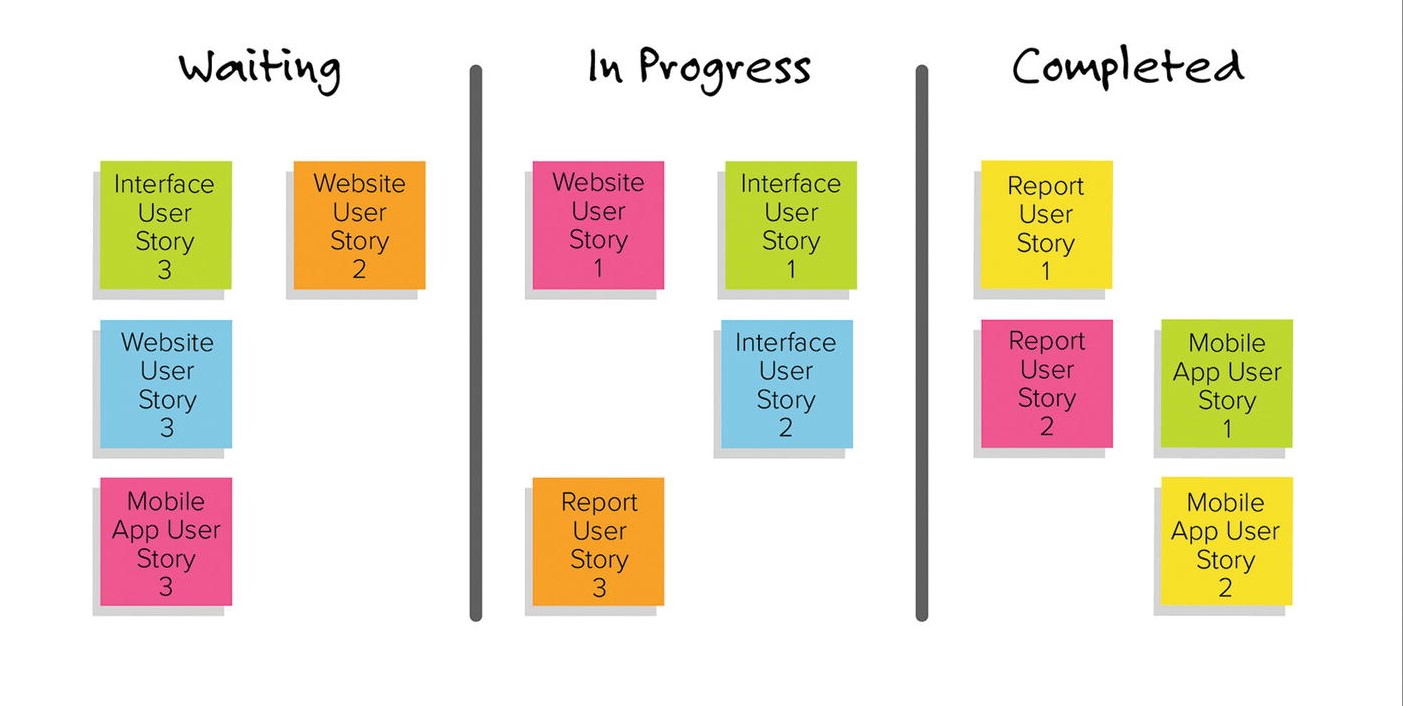 Waiting
In Progress
Completed
Interface
User
Story
3
Website
User
Story
2
Website
User
Story
3
Mobile
App User
Story
3
Website
User
Story
1
Interface
User
Story
1
Interface
User
Story
2
Report
User
Story
3
Report
User
Story
1
Report
User
Story
2
Mobile
App User
Story
1
Mobile
App User
Story
2